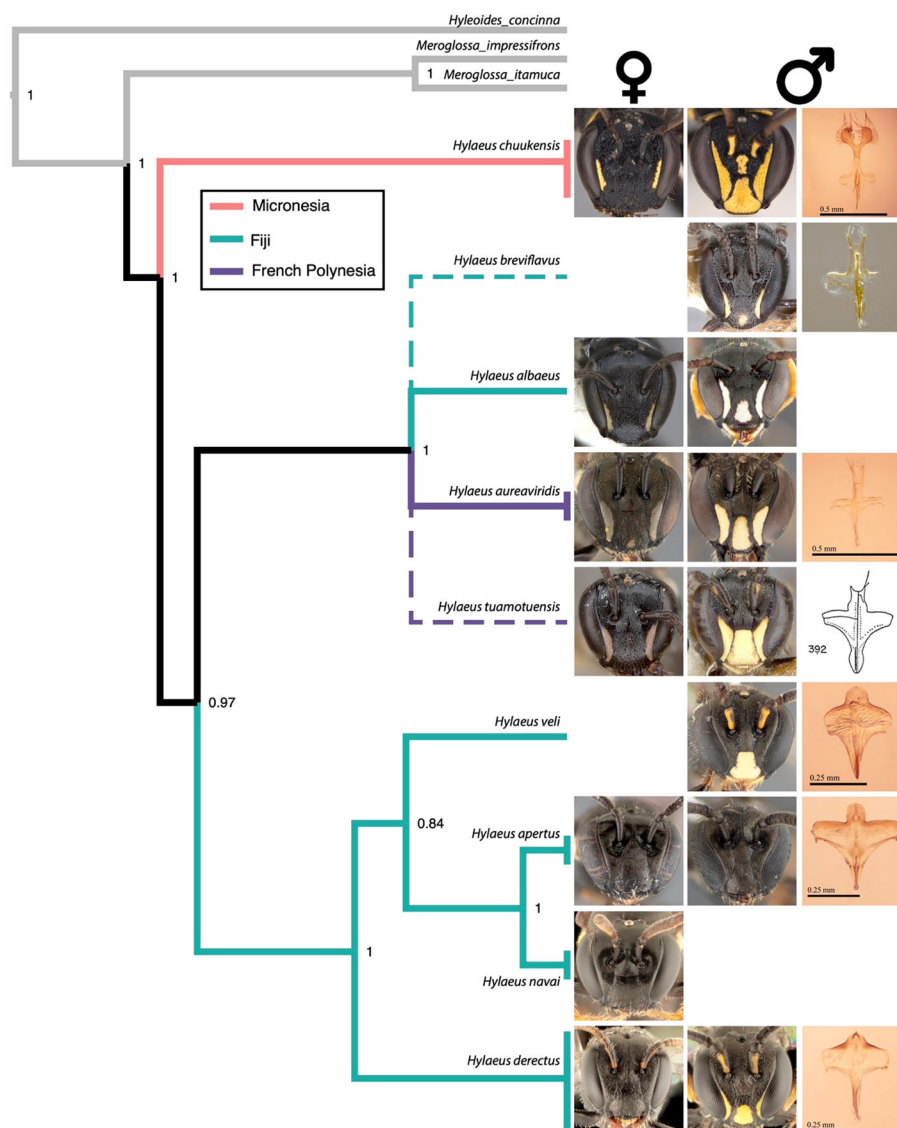 Hyleoides_concinna
Meroglossa_impressifrons
1
Meroglossa_itamuca
1
Hylaeus chuukensis
1
0.5 mm
Micronesia
Fiji
French Polynesia
Hylaeus breviflavus
1
Hylaeus albaeus
1
Hylaeus aureaviridis
0.5 mm
Hylaeus tuamotuensis
392
Hylaeus veli
0.97
0.25 mm
0.84
Hylaeus apertus
0.25 mm
1
1
Hylaeus navai
Hylaeus derectus
0.25 mm